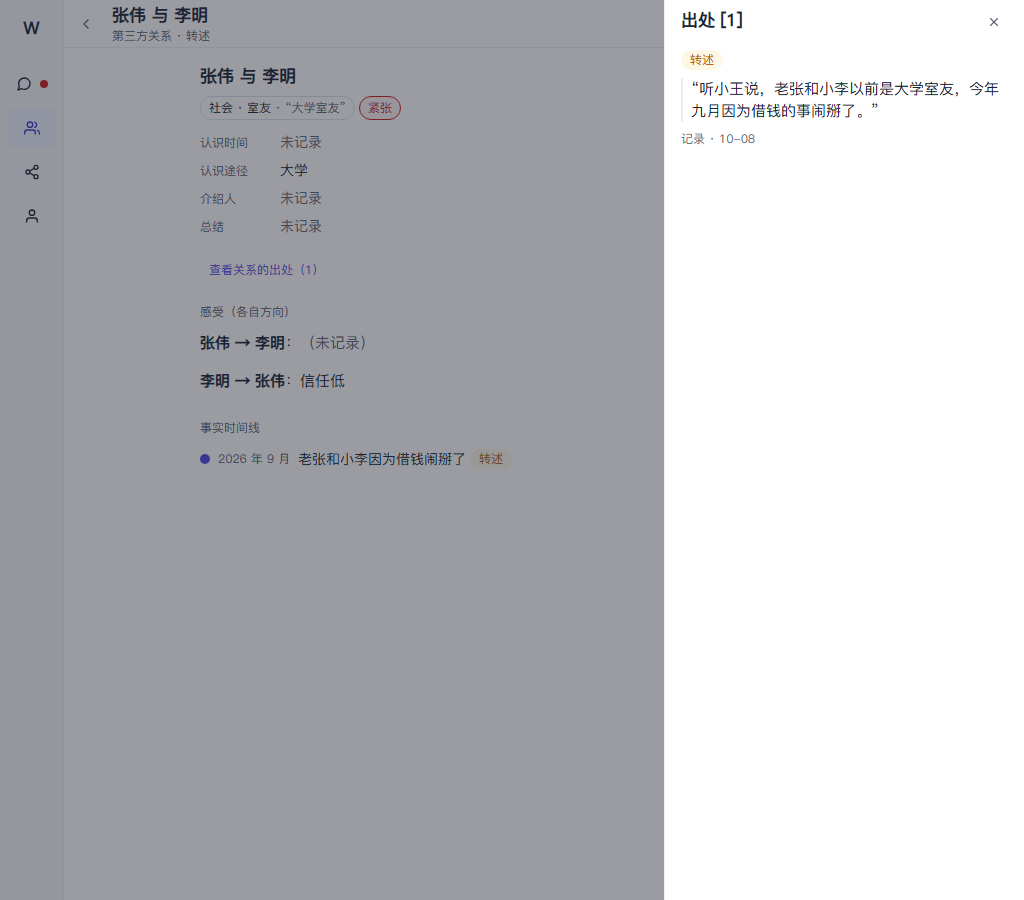 W
张伟 与 李明
第三方关系 · 转述
张伟 与 李明
社会 · 室友 · “大学室友” 紧张
认识时间 未记录
认识途径 大学
介绍人 未记录
总结 未记录
查看关系的出处（1）
感受（各自方向）
张伟 → 李明： （未记录）
李明 → 张伟： 信任低
事实时间线
2026 年 9 月 老张和小李因为借钱闹掰了 转述
出处 [1]
转述
“听小王说，老张和小李以前是大学室友，今年
九月因为借钱的事闹掰了。”
记录 · 10-08